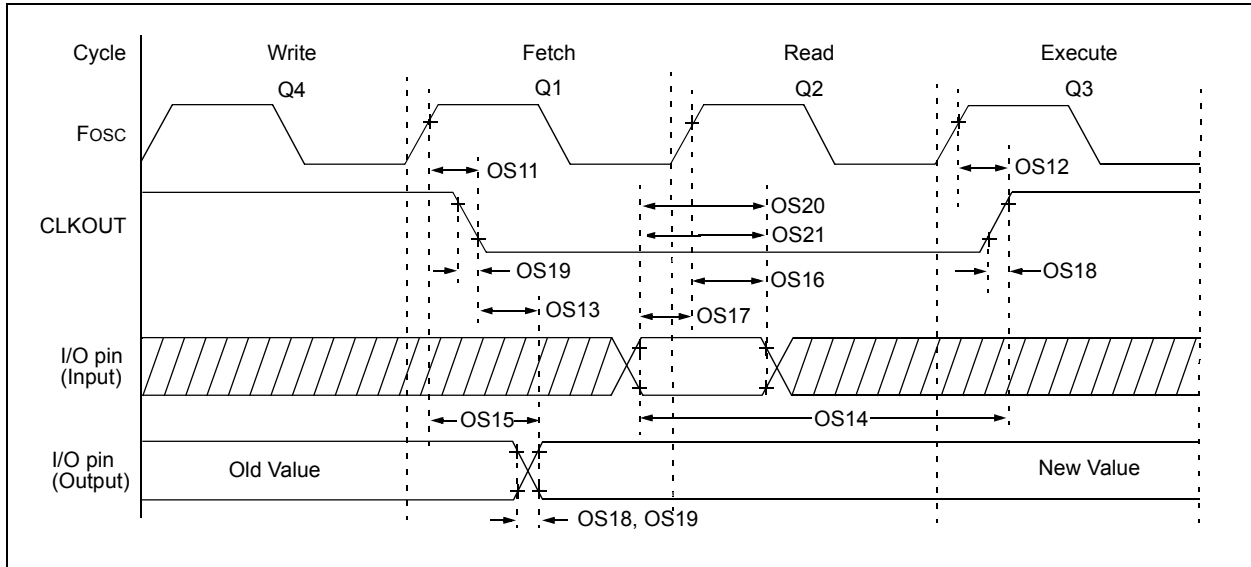 Cycle Write Fetch Read Execute
Q4 Q1 Q2 Q3
FOSC
OS11 OS12
OS20
CLKOUT
OS21
OS19 OS16 OS18
OS13 OS17
I/O pin
(Input)
OS15 OS14
I/O pin
(Output)
Old Value New Value
OS18, OS19